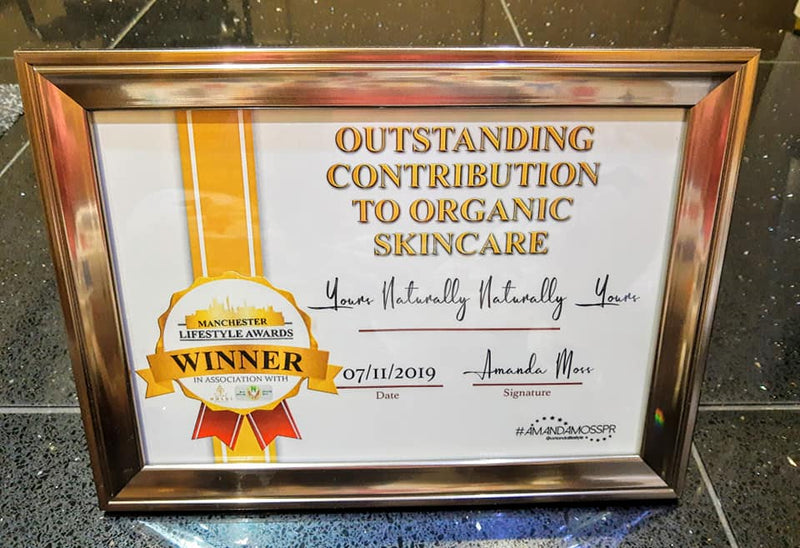 OUTSTANDING
CONTRIBUTION
TO ORGANIC
SKINCARE
Yours Naturally Naturally Yours
MANCHESTER
LIFESTYLE AWARDS
WINNER
IN ASSOCIATION WITH
07/11/2019
Date
Amanda Moss
Signature
#AMANDAMOSSPR